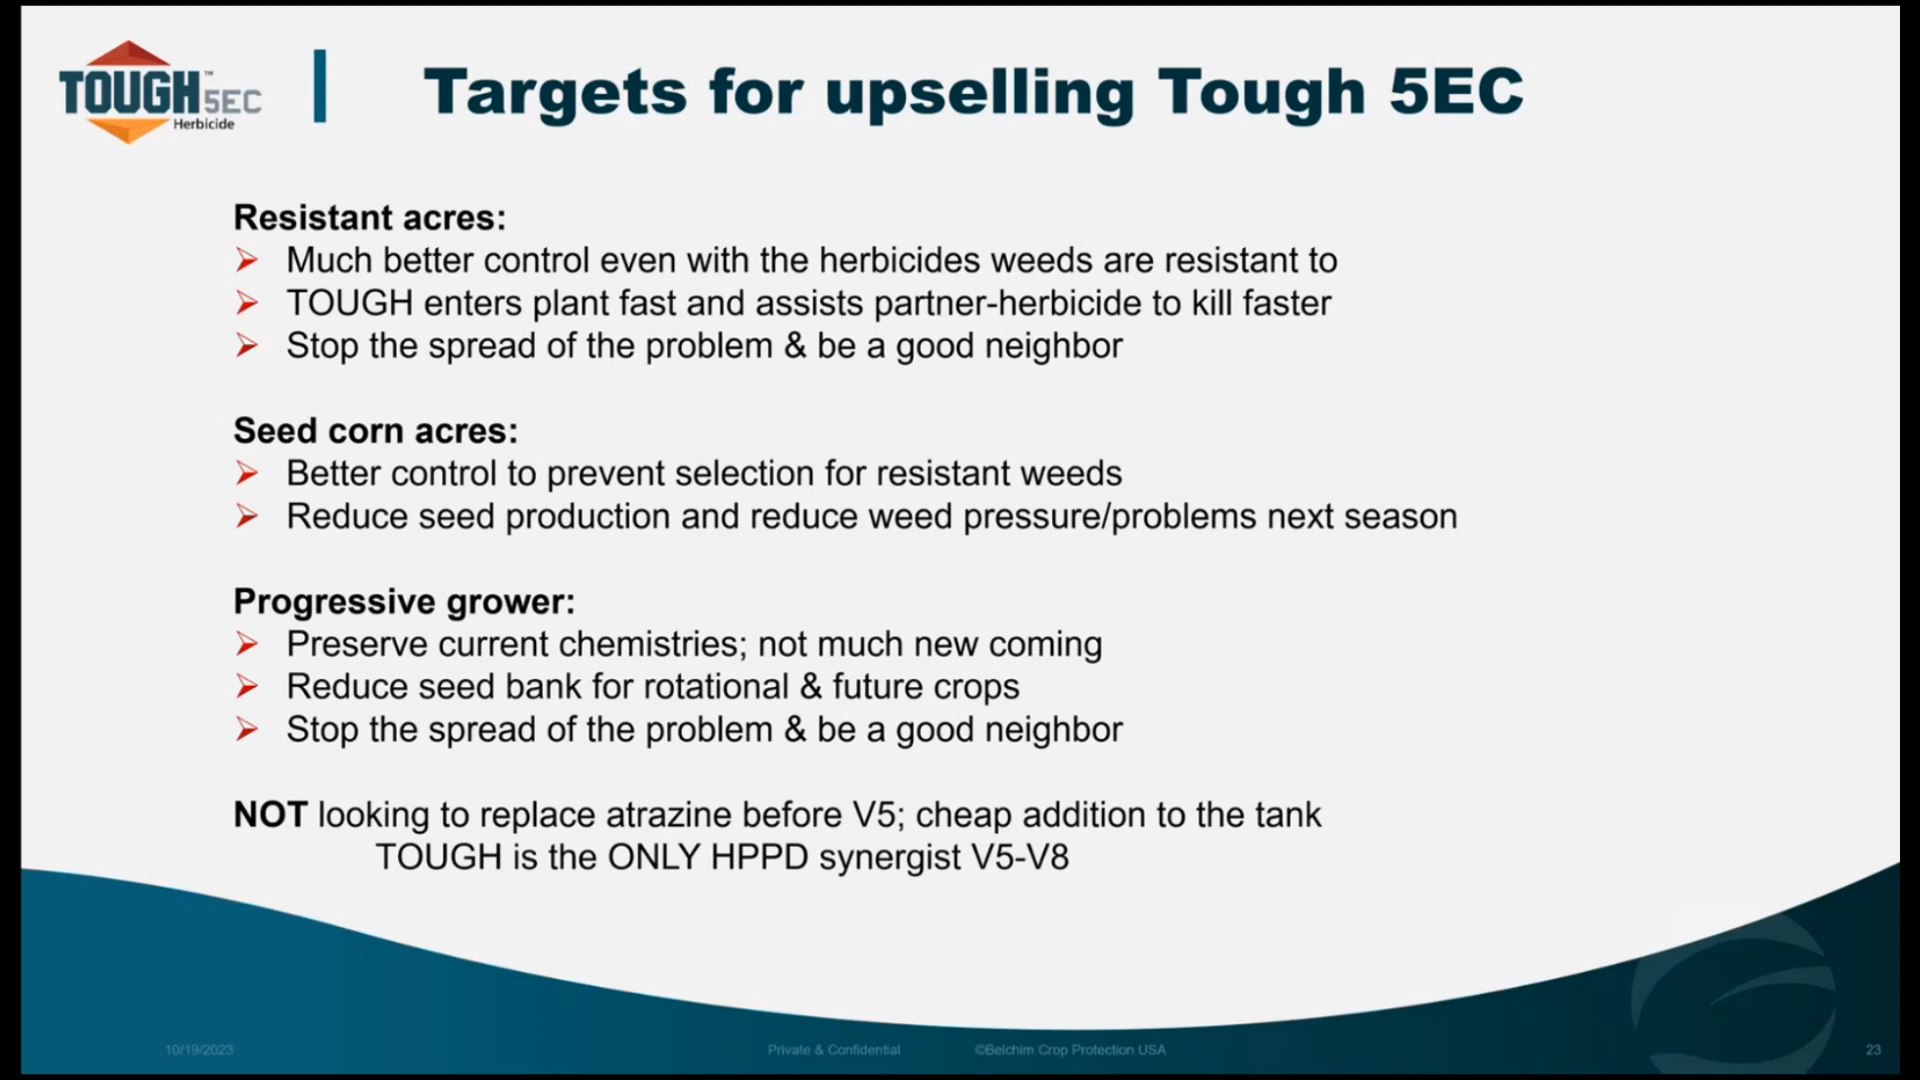 TOUGH™ 5EC
Herbicide
Targets for upselling Tough 5EC
Resistant acres:
Much better control even with the herbicides weeds are resistant to
TOUGH enters plant fast and assists partner-herbicide to kill faster
Stop the spread of the problem & be a good neighbor
Seed corn acres:
Better control to prevent selection for resistant weeds
Reduce seed production and reduce weed pressure/problems next season
Progressive grower:
Preserve current chemistries; not much new coming
Reduce seed bank for rotational & future crops
Stop the spread of the problem & be a good neighbor
NOT looking to replace atrazine before V5; cheap addition to the tank
TOUGH is the ONLY HPPD synergist V5-V8
10/19/2023 Private & Confidential ©Belchim Crop Protection USA 23